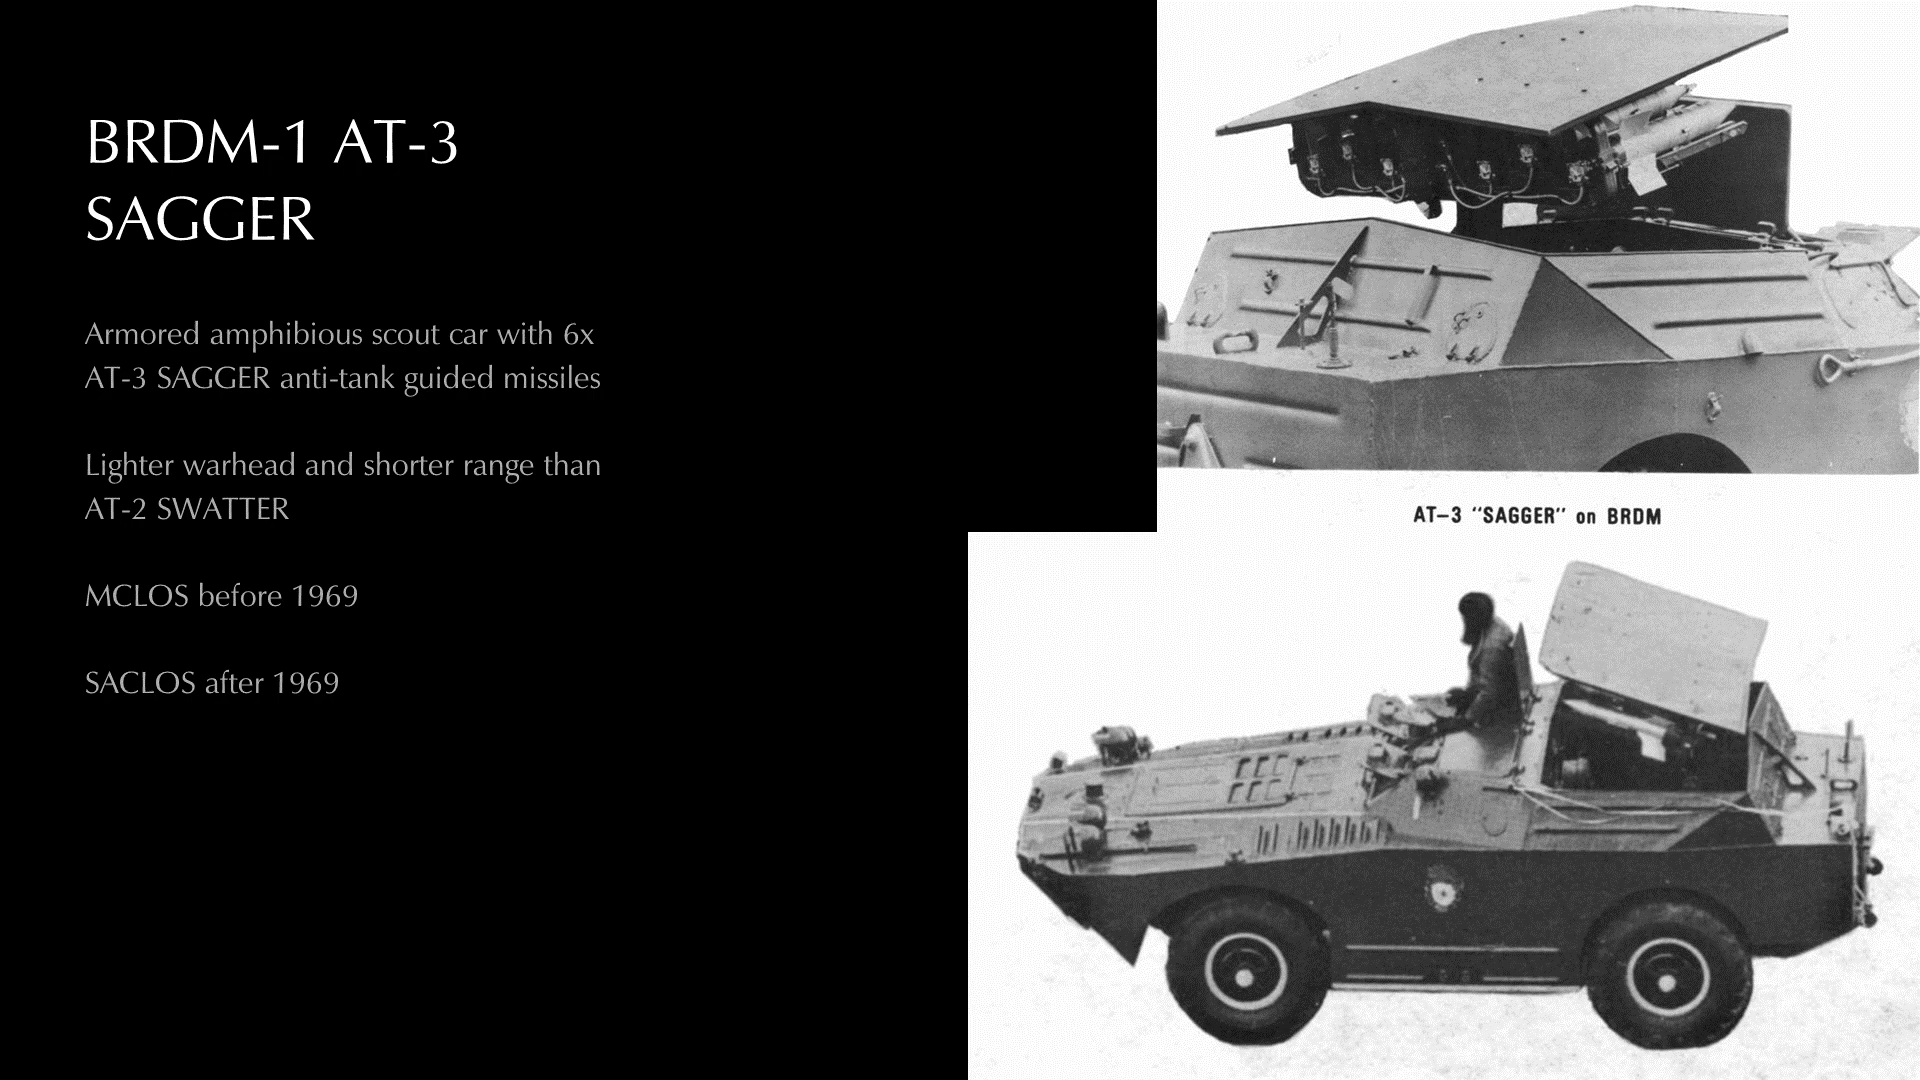 BRDM-1 AT-3
SAGGER
Armored amphibious scout car with 6x
AT-3 SAGGER anti-tank guided missiles
Lighter warhead and shorter range than
AT-2 SWATTER
MCLOS before 1969
SACLOS after 1969
AT-3 "SAGGER" on BRDM